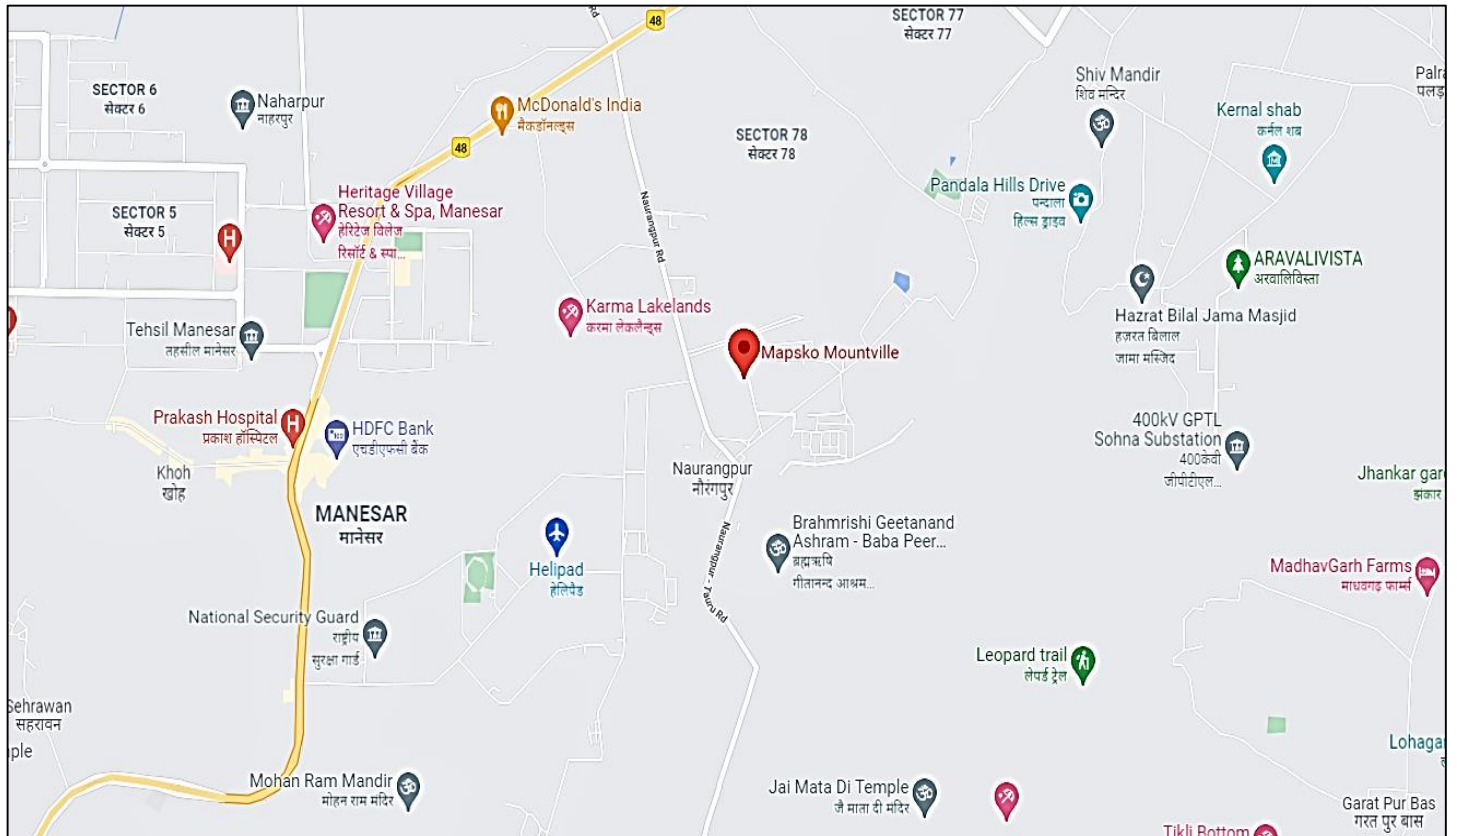 SECTOR 77
सेक्टर 77
48
Rd
SECTOR 6
सेक्टर 6
Naharpur
नाहरपुर
McDonald's India
मैकडॉनल्ड्स
48
SECTOR 78
सेक्टर 78
Shiv Mandir
शिव मन्दिर
Kernal shab
कर्नल शब
Palra
पलड़
Heritage Village
Resort & Spa, Manesar
हेरिटेज विलेज
रिसॉर्ट & स्पा...
SECTOR 5
सेक्टर 5
H
Naurangpur Rd
Pandala Hills Drive
पन्दाला
हिल्स ड्राइव
ARAVALIVISTA
अरवालिविस्ता
Karma Lakelands
करमा लेकलैन्ड्स
Hazrat Bilal Jama Masjid
हज़रत बिलाल
जामा मस्जिद
Tehsil Manesar
तहसील मानेसर
Mapsko Mountville
Prakash Hospital
प्रकाश हॉस्पिटल
H
HDFC Bank
एचडीएफसी बैंक
400kV GPTL
Sohna Substation
400केवी
जीपीटीएल...
Khoh
खोह
Naurangpur
नौरंगपुर
Jhankar gar
झंकार
MANESAR
मानेसर
Helipad
हेलिपैड
Brahmrishi Geetanand
Ashram - Baba Peer...
ब्रह्मऋषि
गीतानन्द आश्रम...
Naurangpur - Tauru Rd
MadhavGarh Farms
माधवगढ़ फार्म्स
National Security Guard
राष्ट्रीय
सुरक्षा गार्ड
Leopard trail
लेपर्ड ट्रेल
Sehrawan
सहरावन
ple
Lohagar
Mohan Ram Mandir
मोहन राम मंदिर
Jai Mata Di Temple
जै माता दी मंदिर
Garat Pur Bas
गरत पुर बास
Tikli Bottom